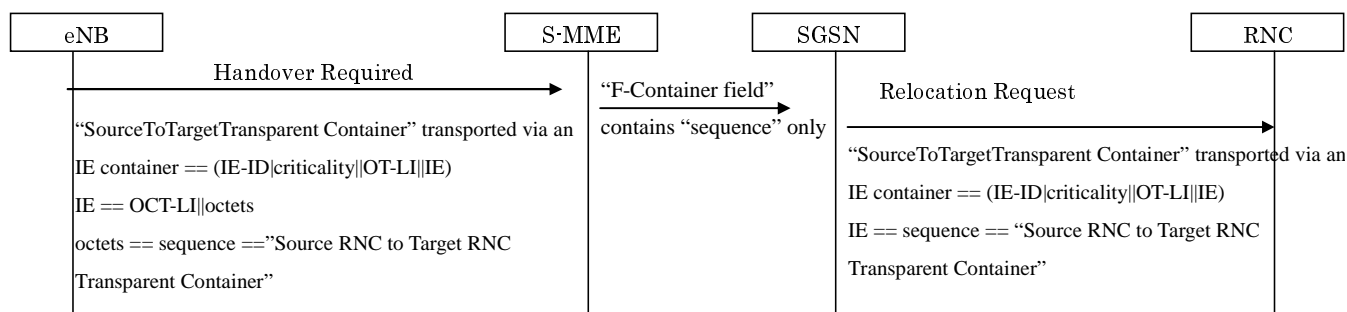 eNB
S-MME
SGSN
RNC
Handover Required
“F-Container field”
contains “sequence” only
Relocation Request
“SourceToTargetTransparent Container” transported via an
IE container == (IE-ID|criticality||OT-LI||IE)
IE == OCT-LI||octets
octets == sequence ==”Source RNC to Target RNC
Transparent Container”
“SourceToTargetTransparent Container” transported via an
IE container == (IE-ID|criticality||OT-LI||IE)
IE == sequence == “Source RNC to Target RNC
Transparent Container”